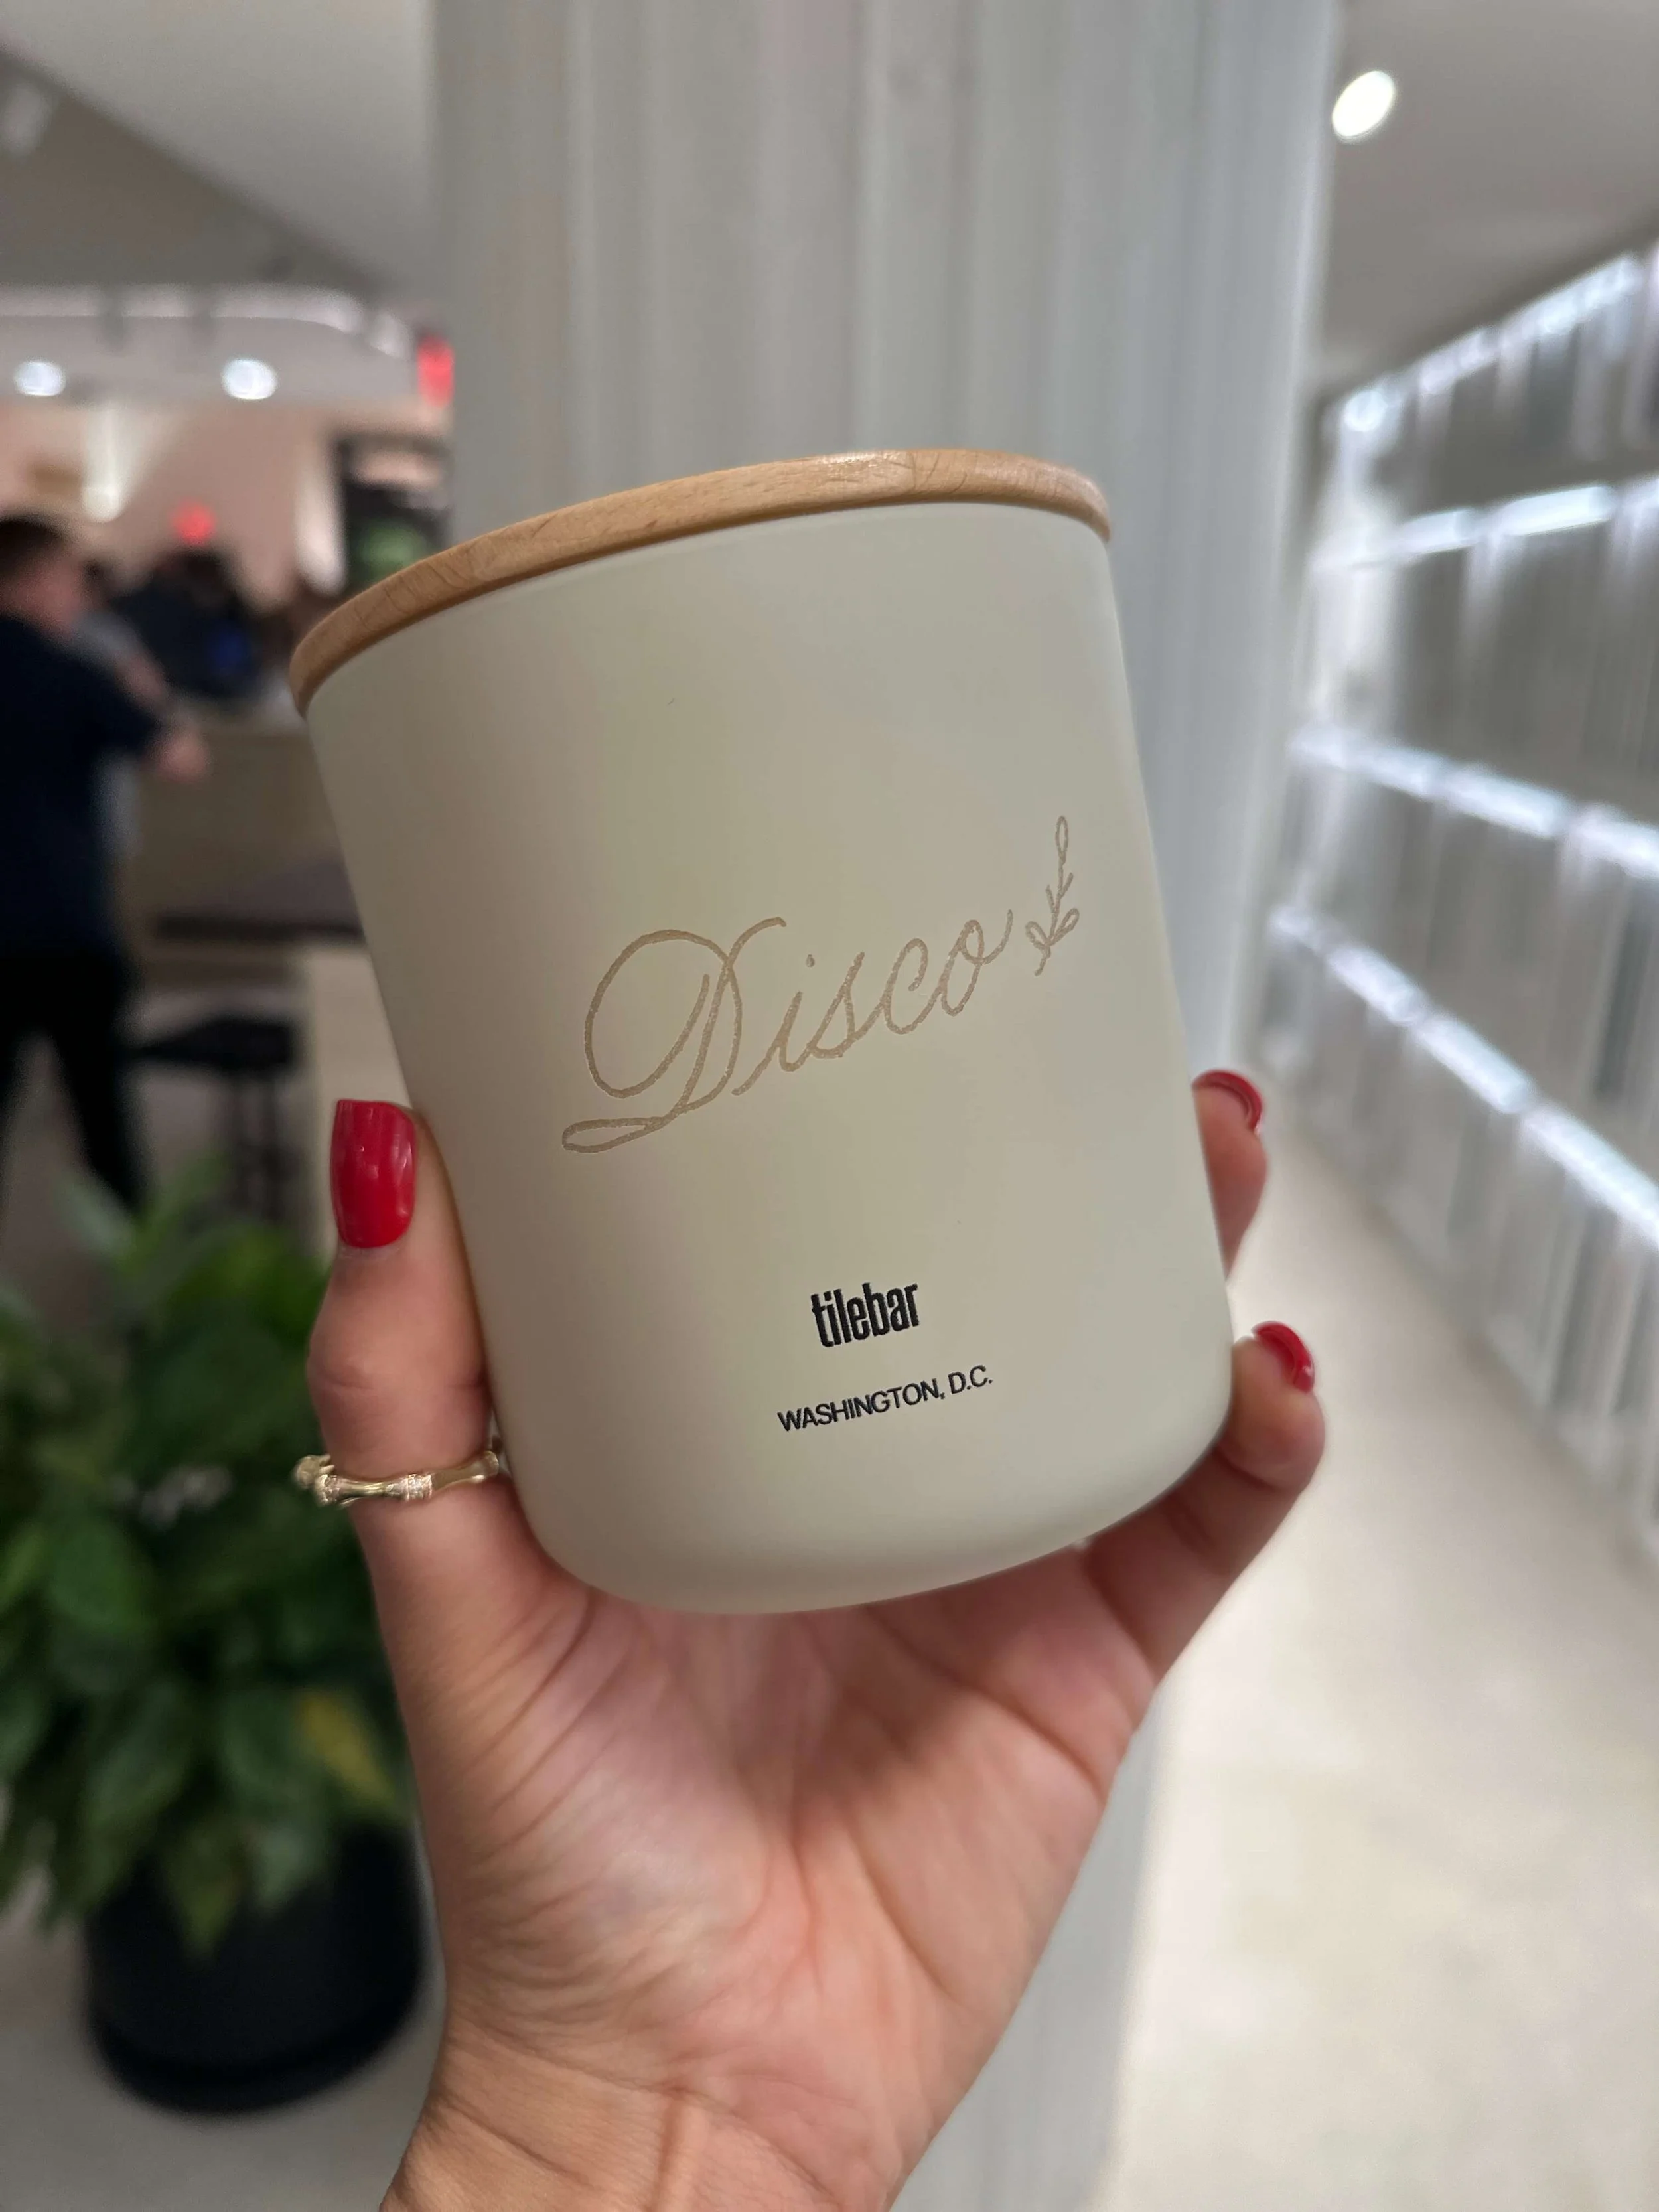 Disco
tilebar
WASHINGTON, D.C.